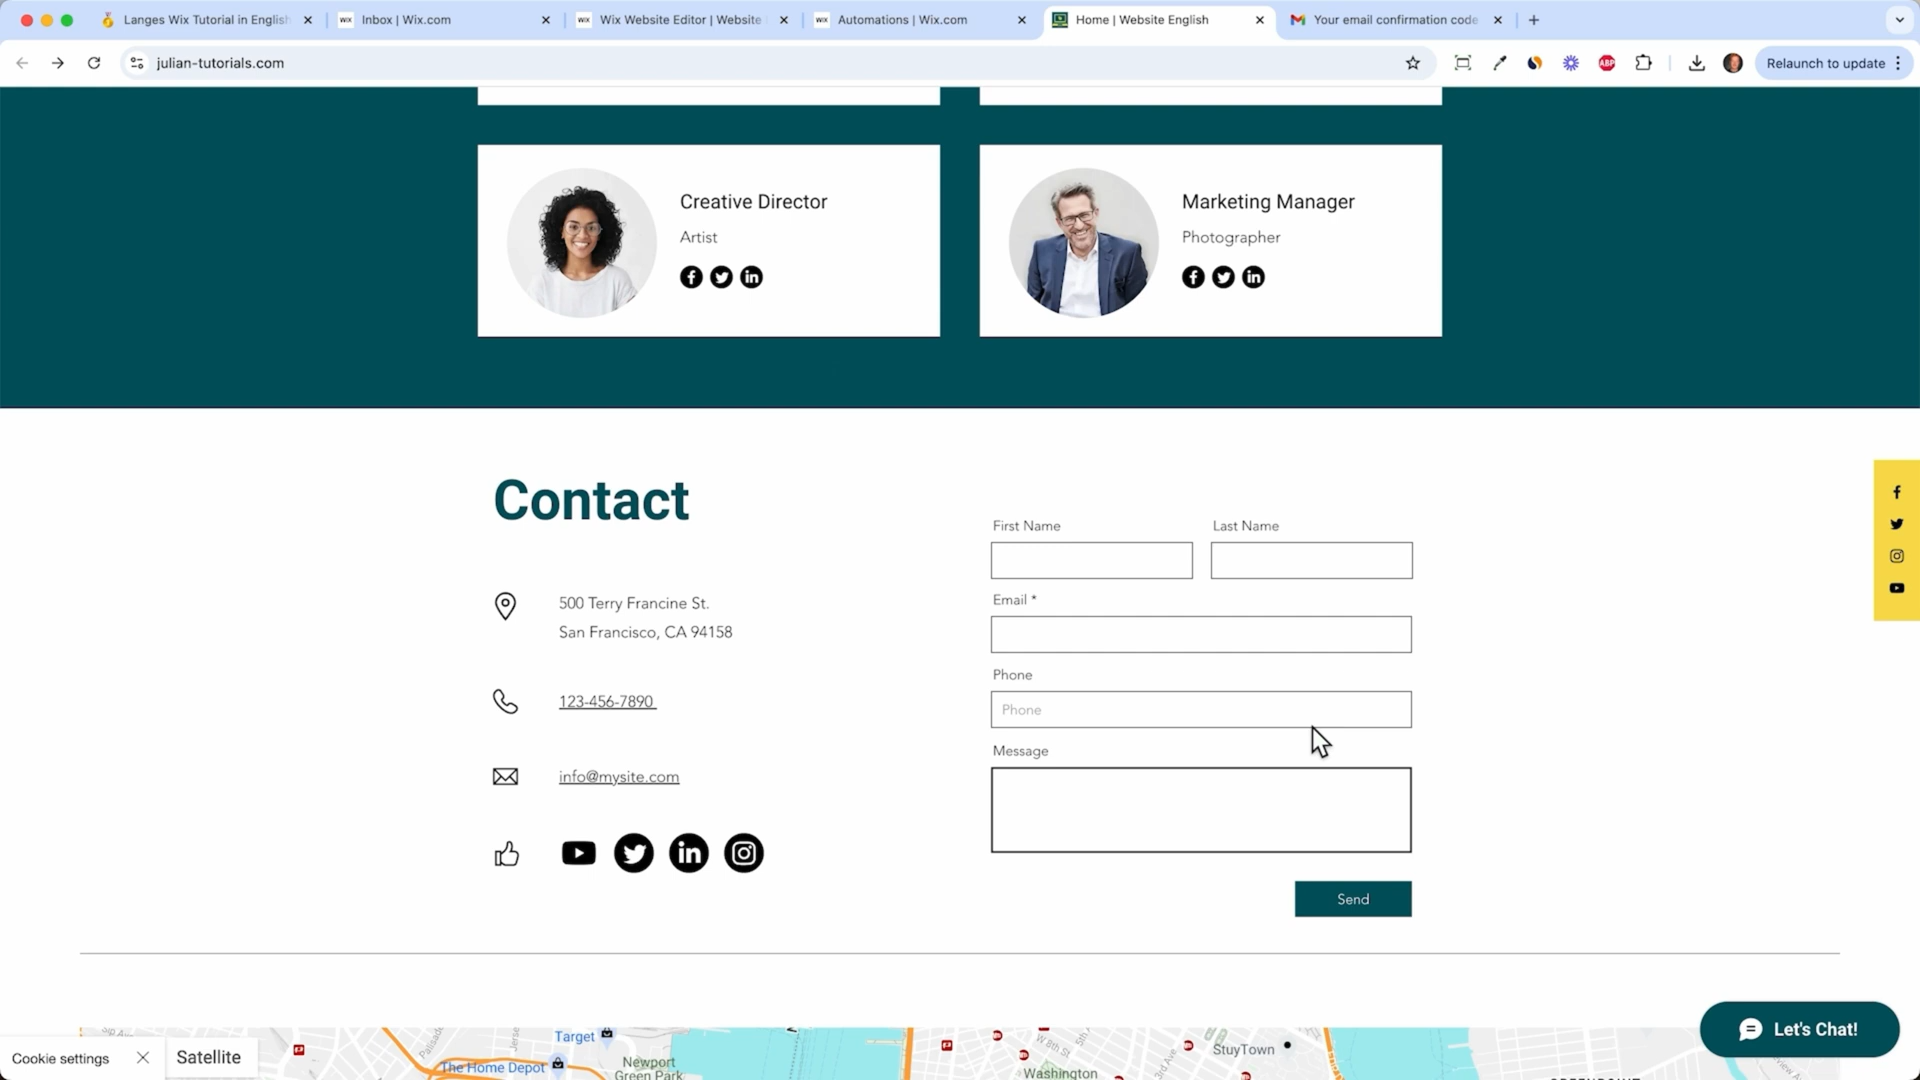 Langes Wix Tutorial in English
Inbox | Wix.com
Wix Website Editor | Website
Automations | Wix.com
Home | Website English
Your email confirmation code
julian-tutorials.com
ABP
Relaunch to update
Creative Director
Artist
Marketing Manager
Photographer
Contact
500 Terry Francine St.
San Francisco, CA 94158
123-456-7890
info@mysite.com
First Name
Last Name
Email *
Phone
Phone
Message
Send
Let's Chat!
Cookie settings
Satellite
Target
The Home Depot
Newport
Green Park
W 8th St
StuyTown
Washington